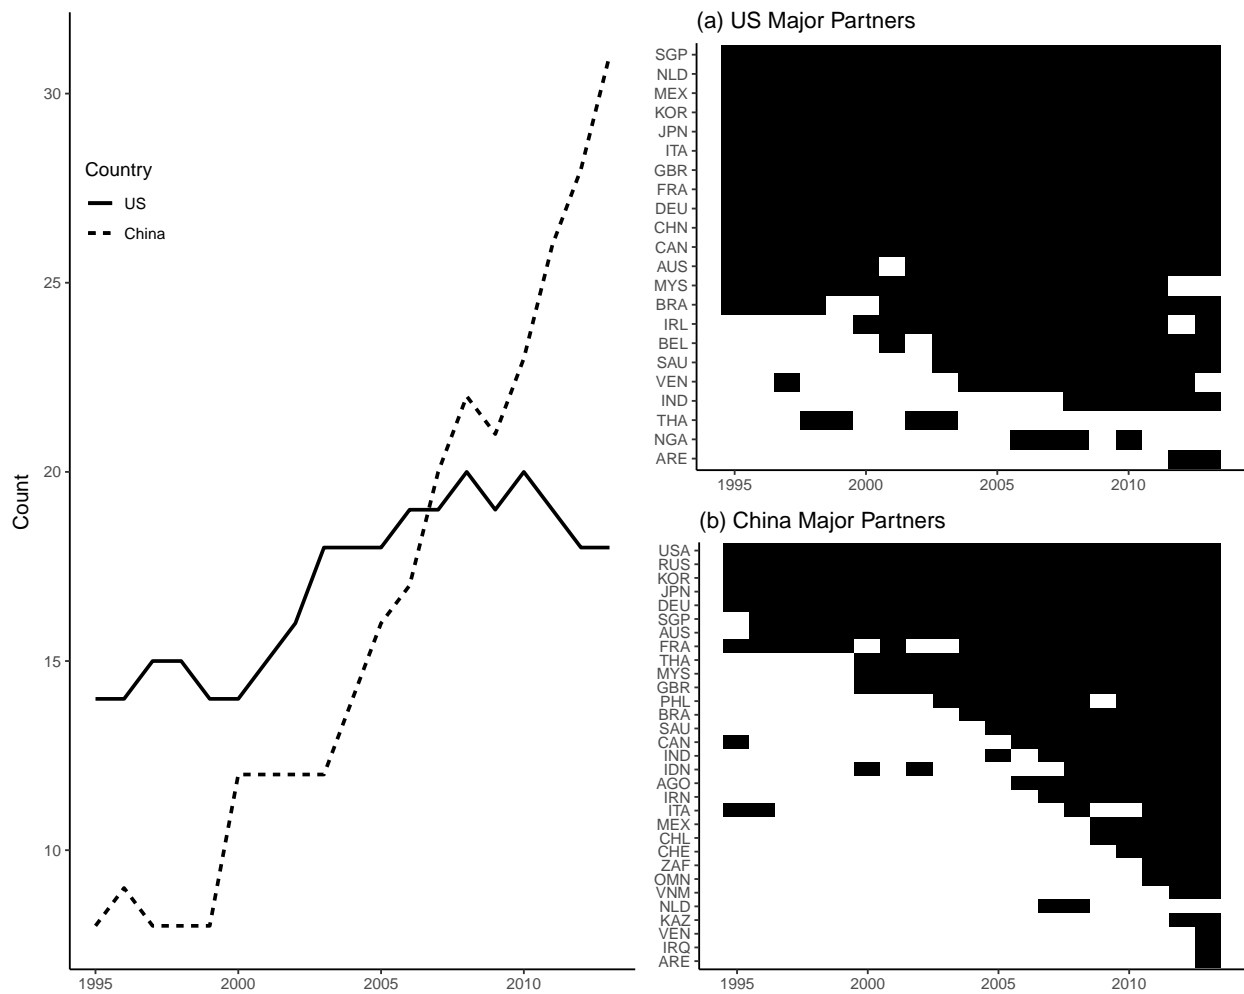 Count
30
25
20
15
10
1995
2000
2005
2010
Country
US
China
(a) US Major Partners
SGP
NLD
MEX
KOR
JPN
ITA
GBR
FRA
DEU
CHN
CAN
AUS
MYS
BRA
IRL
BEL
SAU
VEN
IND
THA
NGA
ARE
1995
2000
2005
2010
(b) China Major Partners
USA
RUS
KOR
JPN
DEU
SGP
AUS
FRA
THA
MYS
GBR
PHL
BRA
SAU
CAN
IND
IDN
AGO
IRN
ITA
MEX
CHL
CHE
ZAF
OMN
VNM
NLD
KAZ
VEN
IRQ
ARE
1995
2000
2005
2010